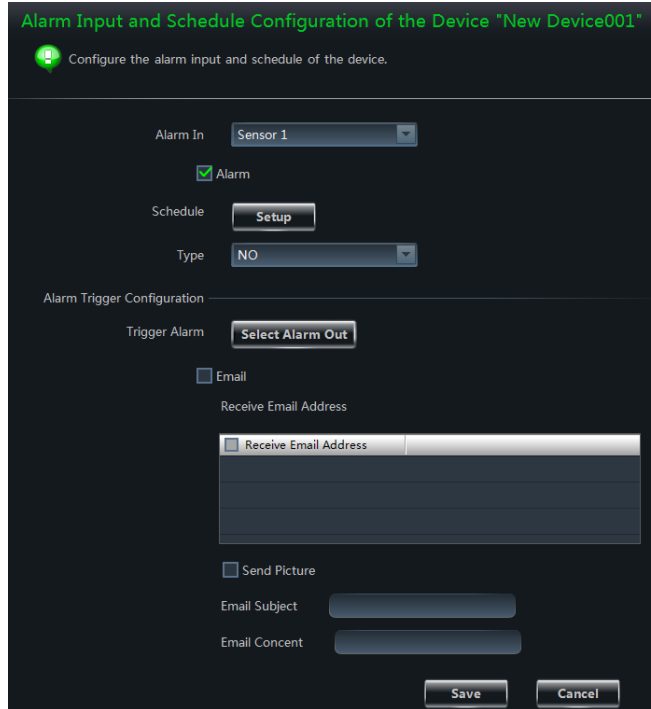 Alarm Input and Schedule Configuration of the Device "New Device001"
Configure the alarm input and schedule of the device.
Alarm In Sensor 1
Alarm
Schedule Setup
Type NO
Alarm Trigger Configuration
Trigger Alarm Select Alarm Out
Email
Receive Email Address
Receive Email Address
Send Picture
Email Subject
Email Concent
Save Cancel